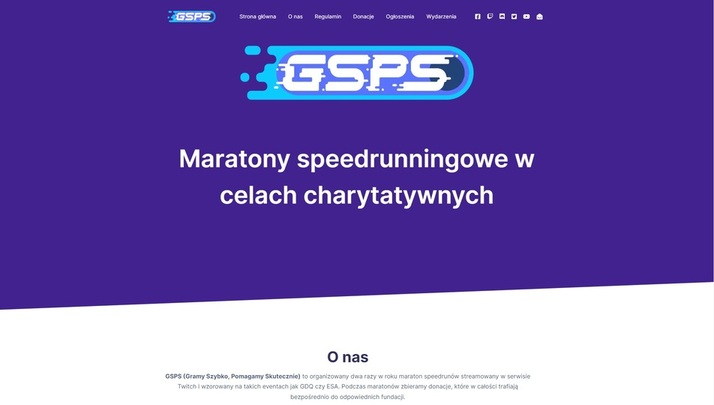 GSPS
Strona główna
O nas
Regulamin
Donacje
Ogłoszenia
Wydarzenia
GSPS
Maratony speedrunningowe w
celach charytatywnych
O nas
GSPS (Gramy Szybko, Pomagamy Skutecznie) to organizowany dwa razy w roku maraton speedrunów streamowany w serwisie
Twitch i wzorowany na takich eventach jak GDQ czy ESA. Podczas maratonów zbieramy donacje, które w całości trafiają
bezpośrednio do odpowiednich fundacji.